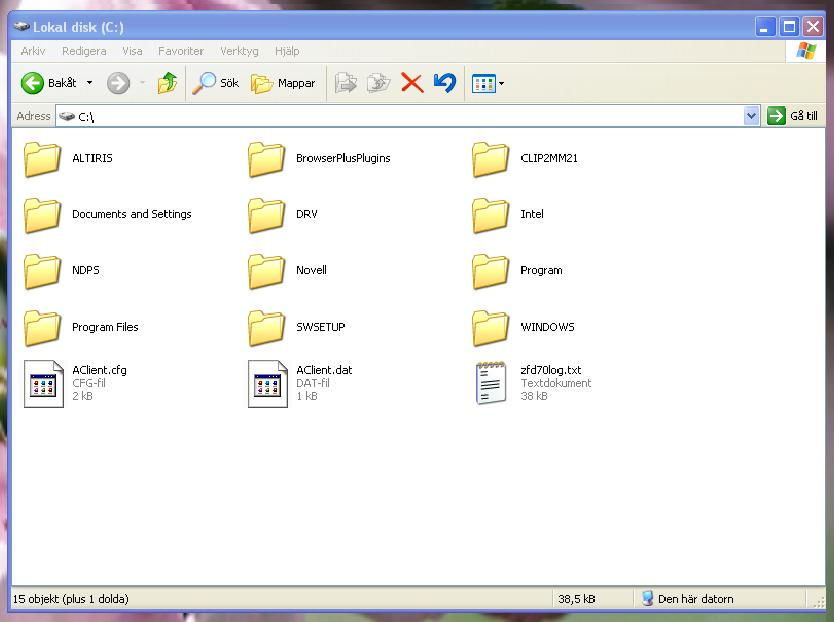 Lokal disk (C:)
Arkiv Redigera Visa Favoriter Verktyg Hjälp
Bakåt Sök Mappar
Adress C:\ Gå till
ALTIRIS BrowserPlusPlugins CLIP2MM21
Documents and Settings DRV Intel
NDPS Novell Program
Program Files SWSETUP WINDOWS
AClient.cfg AClient.dat zfd70log.txt
CFG-fil DAT-fil Textdokument
2 kB 1 kB 38 kB
15 objekt (plus 1 dolda) 38,5 kB Den här datorn